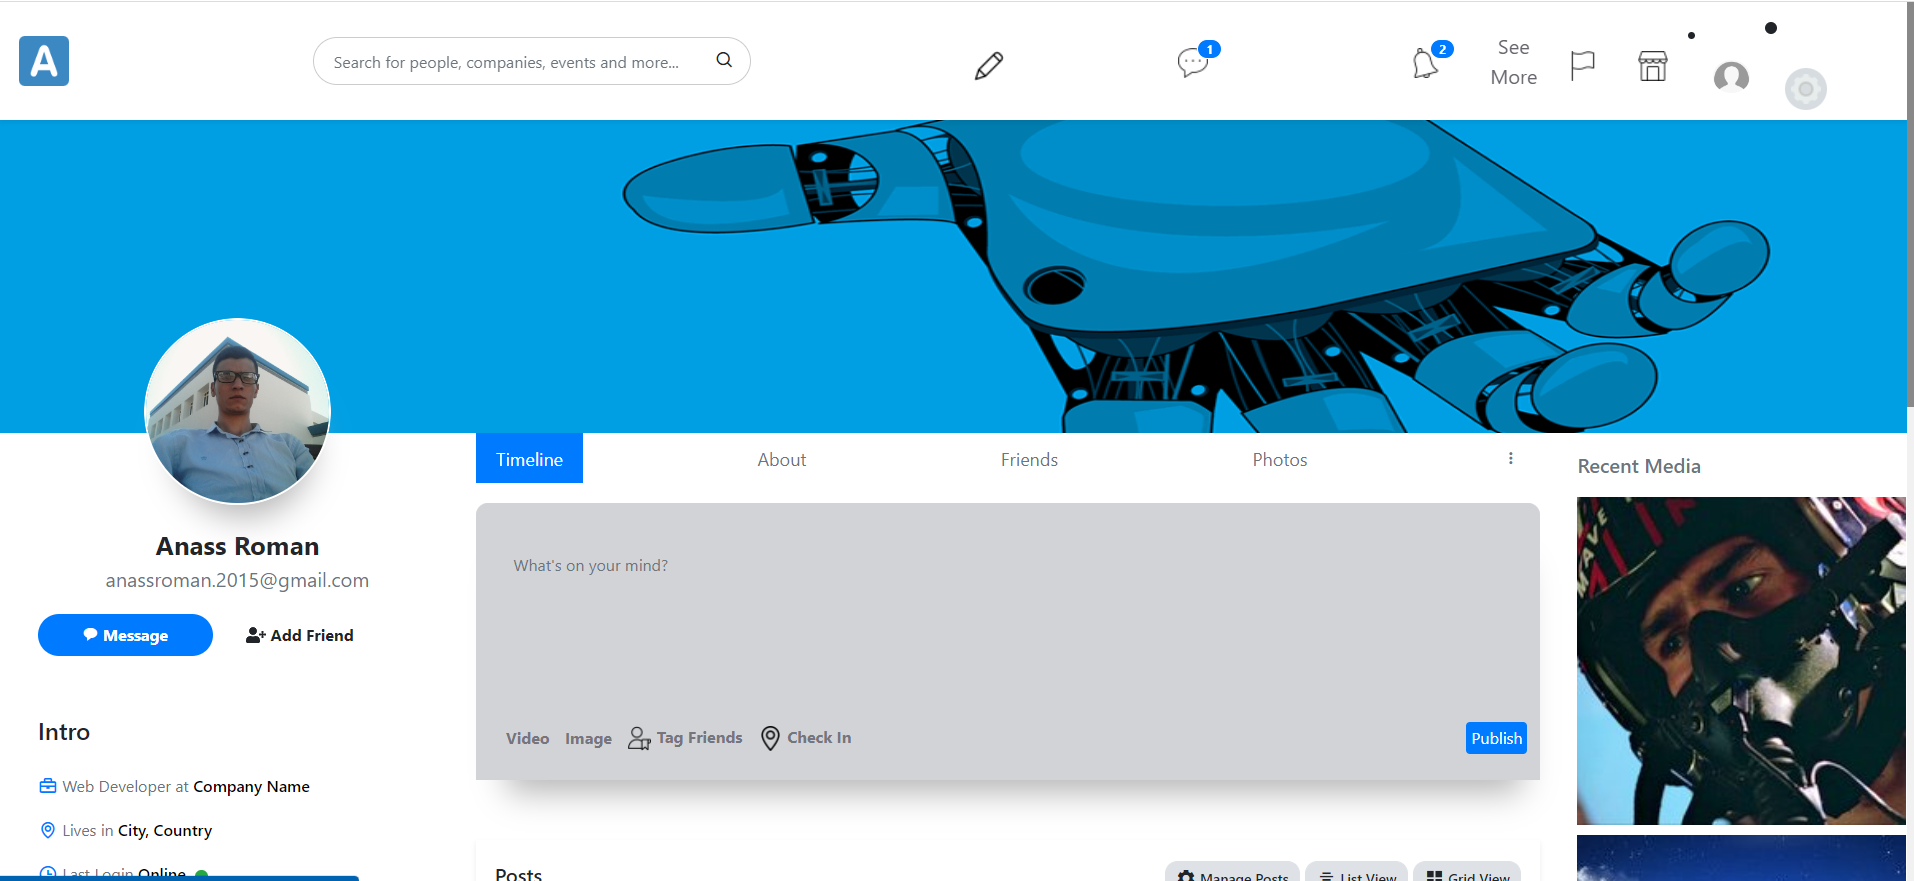 A
Search for people, companies, events and more...
1
2
See
More
Timeline
About
Friends
Photos
Recent Media
What's on your mind?
Anass Roman
anassroman.2015@gmail.com
Message
Add Friend
Video
Image
Tag Friends
Check In
Publish
Intro
Web Developer at Company Name
Lives in City, Country
Last Login Online
Posts
Manage Posts
List View
Grid View